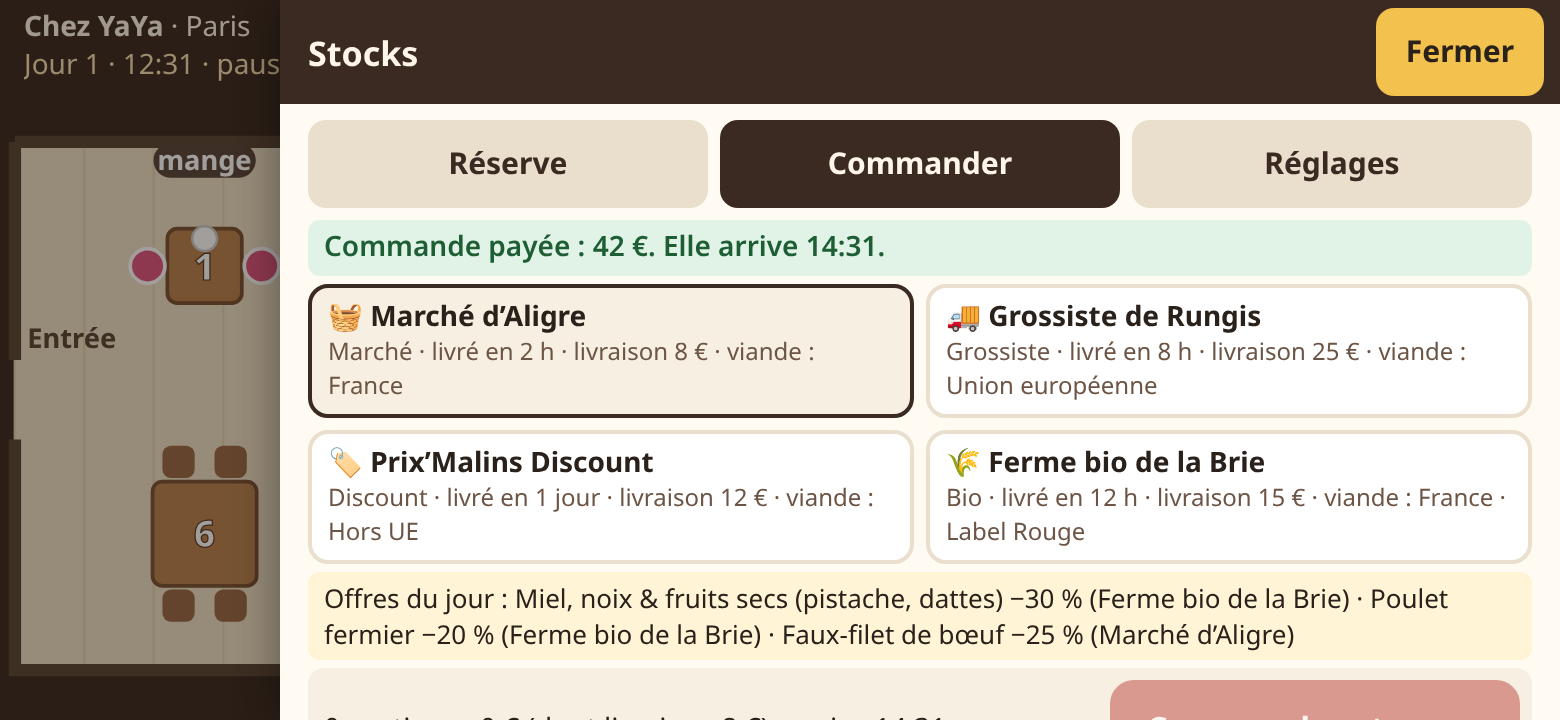 Chez YaYa · Paris
Jour 1 · 12:31 · paus
Stocks
Fermer
mange
1
Entrée
6
Réserve
Commander
Réglages
Commande payée : 42 €. Elle arrive 14:31.
🧺 Marché d’Aligre
Marché · livré en 2 h · livraison 8 € · viande :
France
🚚 Grossiste de Rungis
Grossiste · livré en 8 h · livraison 25 € · viande :
Union européenne
🏷️ Prix’Malins Discount
Discount · livré en 1 jour · livraison 12 € · viande :
Hors UE
🌾 Ferme bio de la Brie
Bio · livré en 12 h · livraison 15 € · viande : France ·
Label Rouge
Offres du jour : Miel, noix & fruits secs (pistache, dattes) −30 % (Ferme bio de la Brie) · Poulet
fermier −20 % (Ferme bio de la Brie) · Faux-filet de bœuf −25 % (Marché d’Aligre)